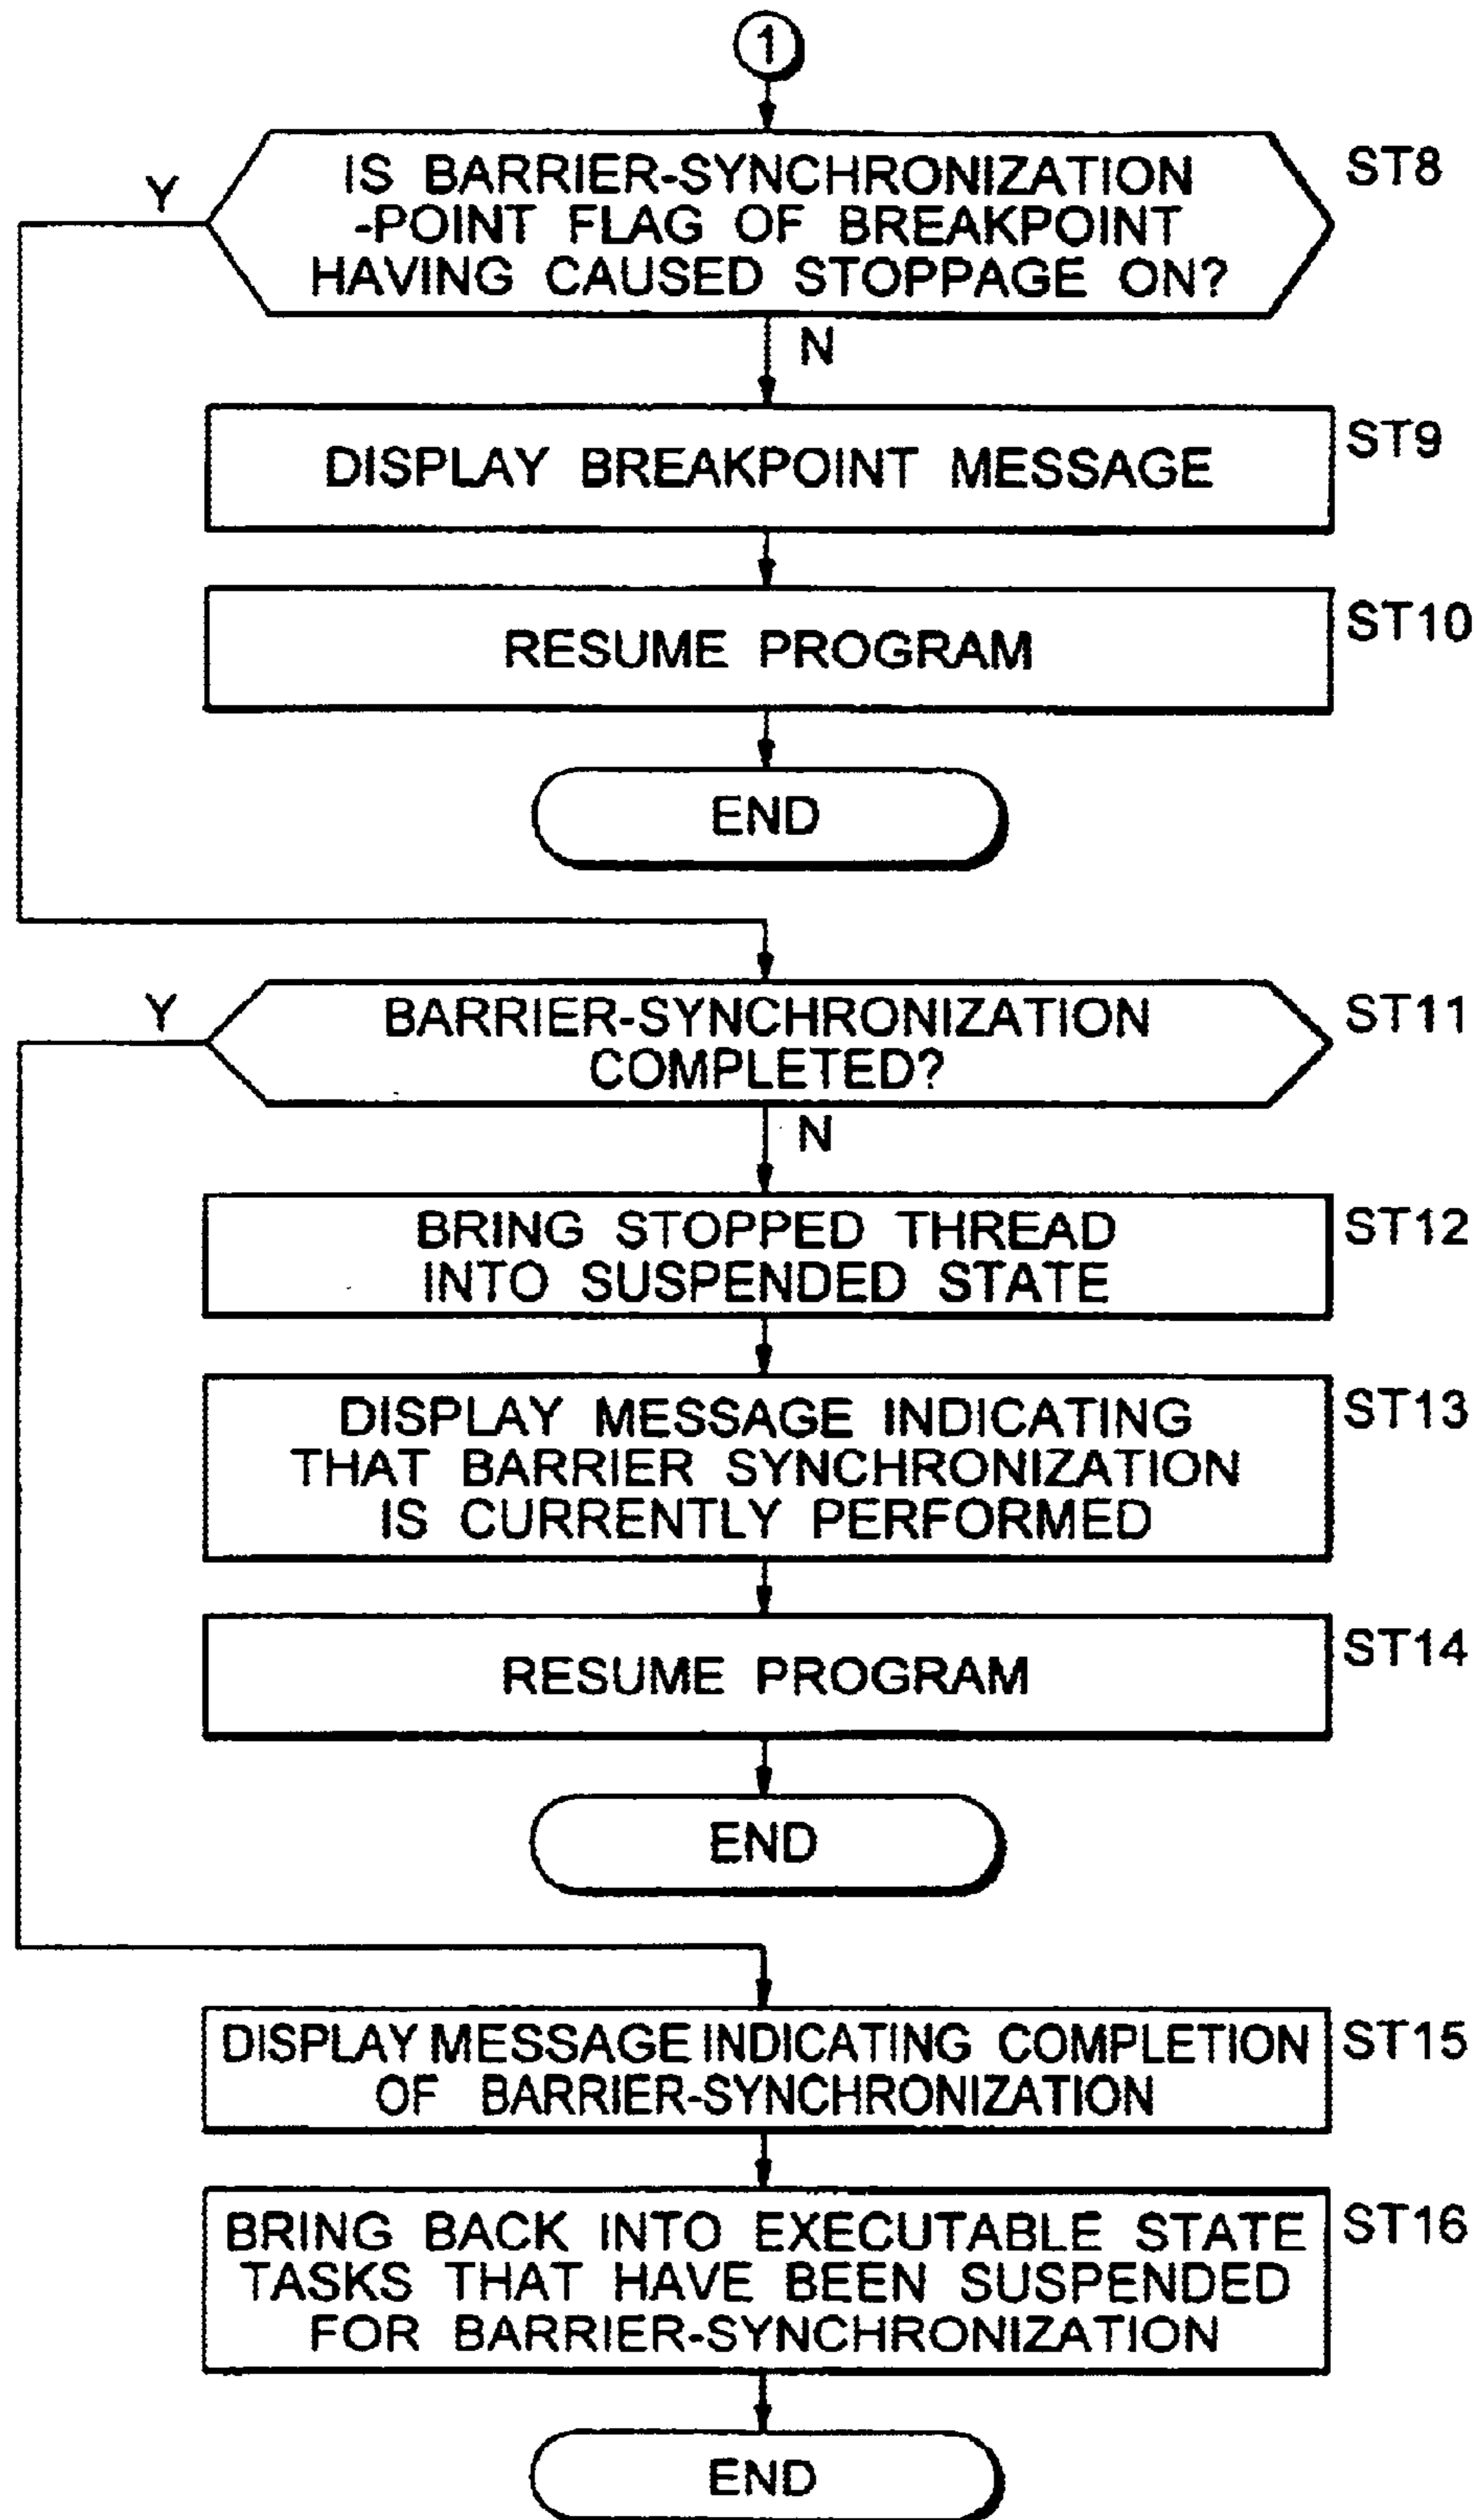 1
Y
IS BARRIER-SYNCHRONIZATION
-POINT FLAG OF BREAKPOINT
HAVING CAUSED STOPPAGE ON?
ST8
N
DISPLAY BREAKPOINT MESSAGE
ST9
RESUME PROGRAM
ST10
END
Y
BARRIER-SYNCHRONIZATION
COMPLETED?
ST11
N
BRING STOPPED THREAD
INTO SUSPENDED STATE
ST12
DISPLAY MESSAGE INDICATING
THAT BARRIER SYNCHRONIZATION
IS CURRENTLY PERFORMED
ST13
RESUME PROGRAM
ST14
END
DISPLAY MESSAGE INDICATING COMPLETION
OF BARRIER-SYNCHRONIZATION
ST15
BRING BACK INTO EXECUTABLE STATE
TASKS THAT HAVE BEEN SUSPENDED
FOR BARRIER-SYNCHRONIZATION
ST16
END